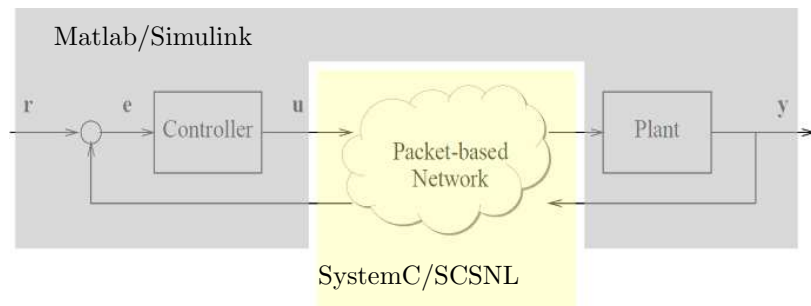 Matlab/Simulink
r
e
Controller
u
Packet-based
Network
Plant
y
SystemC/SCSNL